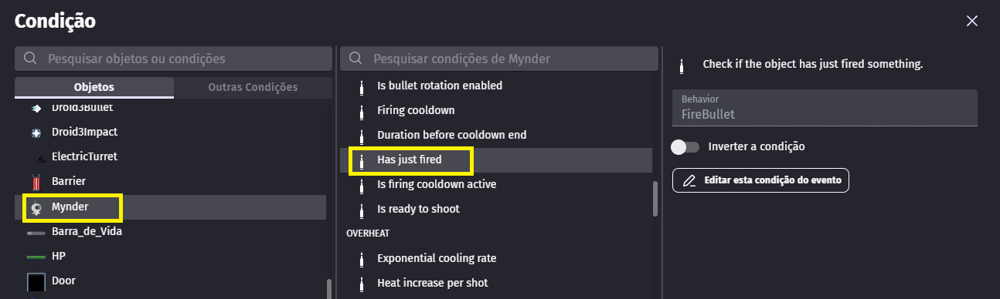 Condição
Pesquisar objetos ou condições
Objetos
Outras Condições
Droid3Bullet
Droid3Impact
ElectricTurret
Barrier
Mynder
Barra_de_Vida
HP
Door
Pesquisar condições de Mynder
Is bullet rotation enabled
Firing cooldown
Duration before cooldown end
Has just fired
Is firing cooldown active
Is ready to shoot
OVERHEAT
Exponential cooling rate
Heat increase per shot
Check if the object has just fired something.
Behavior
FireBullet
Inverter a condição
Editar esta condição do evento